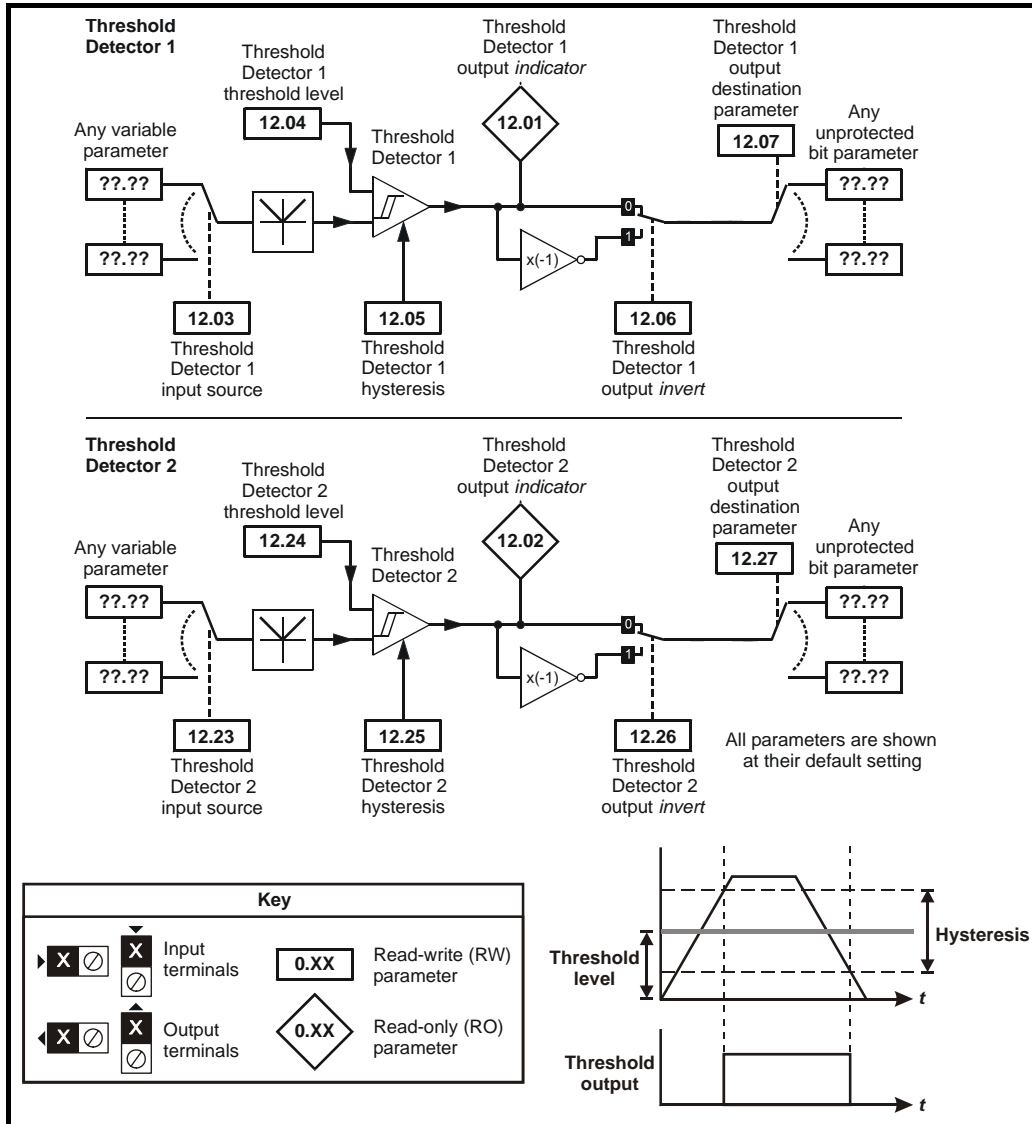 Threshold
Detector 1
Threshold
Detector 1
threshold level
12.04
Any variable
parameter
??.??
??.??
12.03
Threshold
Detector 1
input source
Threshold
Detector 1
12.05
Threshold
Detector 1
hysteresis
Threshold
Detector 1
output indicator
12.01
x(-1)
0
1
12.06
Threshold
Detector 1
output invert
Threshold
Detector 1
output
destination
parameter
12.07
Any
unprotected
bit parameter
??.??
??.??
Threshold
Detector 2
Threshold
Detector 2
threshold level
12.24
Any variable
parameter
??.??
??.??
12.23
Threshold
Detector 2
input source
Threshold
Detector 2
12.25
Threshold
Detector 2
hysteresis
Threshold
Detector 2
output indicator
12.02
x(-1)
0
1
12.26
Threshold
Detector 2
output invert
Threshold
Detector 2
output
destination
parameter
12.27
Any
unprotected
bit parameter
??.??
??.??
All parameters are shown
at their default setting
Key
X
X
Input
terminals
0.XX
Read-write (RW)
parameter
X
X
Output
terminals
0.XX
Read-only (RO)
parameter
Threshold
level
Hysteresis
t
Threshold
output
t